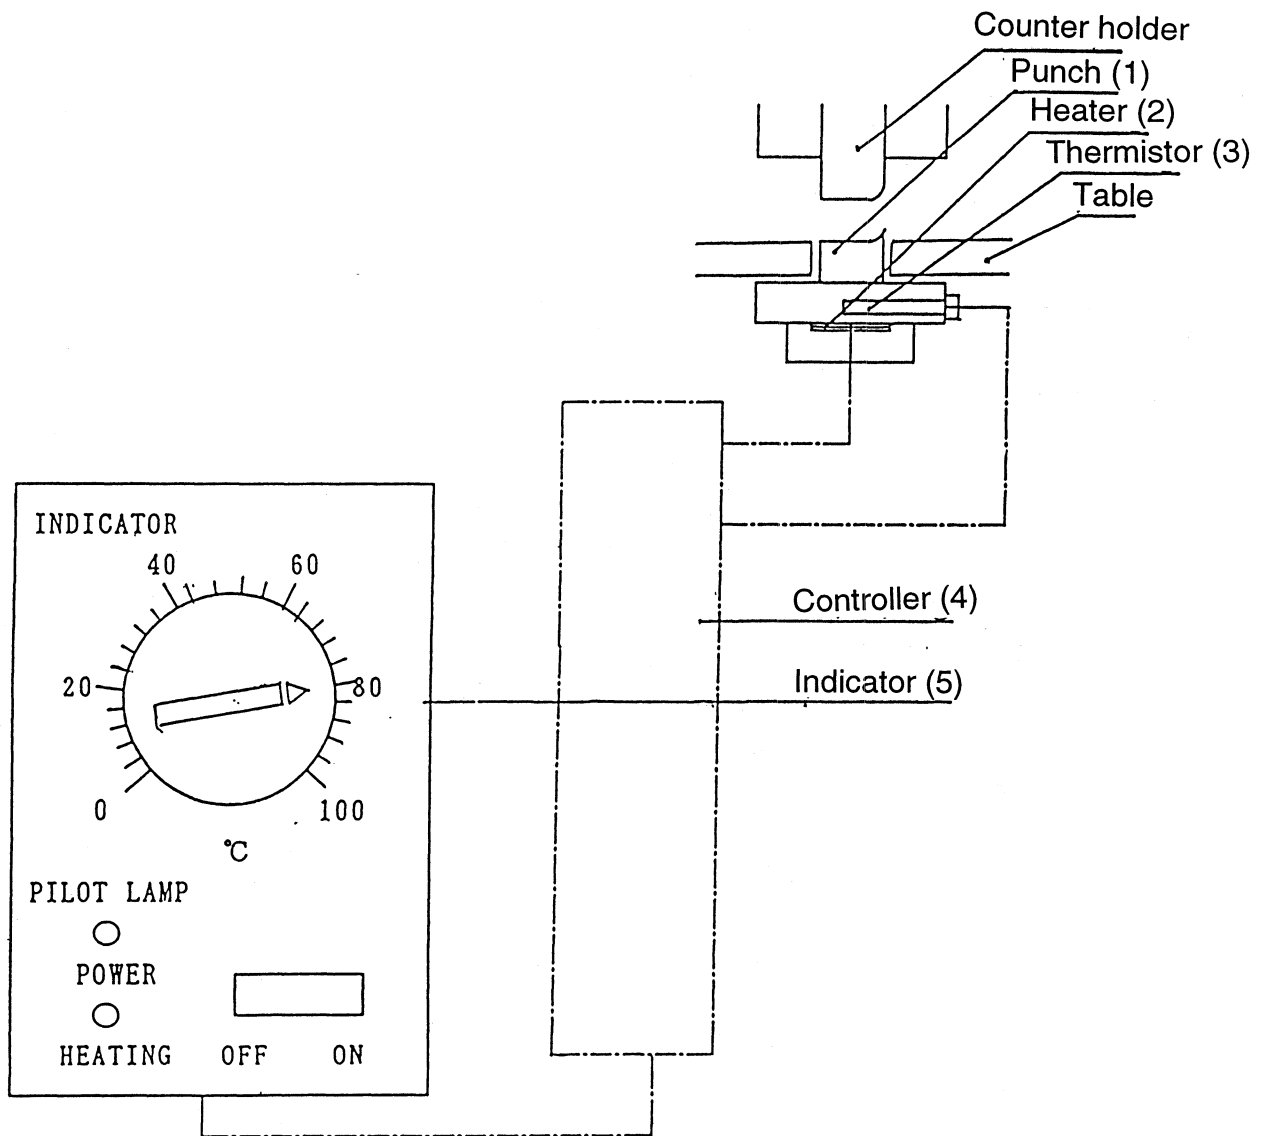 Counter holder
Punch (1)
Heater (2)
Thermistor (3)
Table
INDICATOR
40 60
20 80
0 100
℃
Controller (4)
Indicator (5)
PILOT LAMP
POWER
HEATING OFF ON